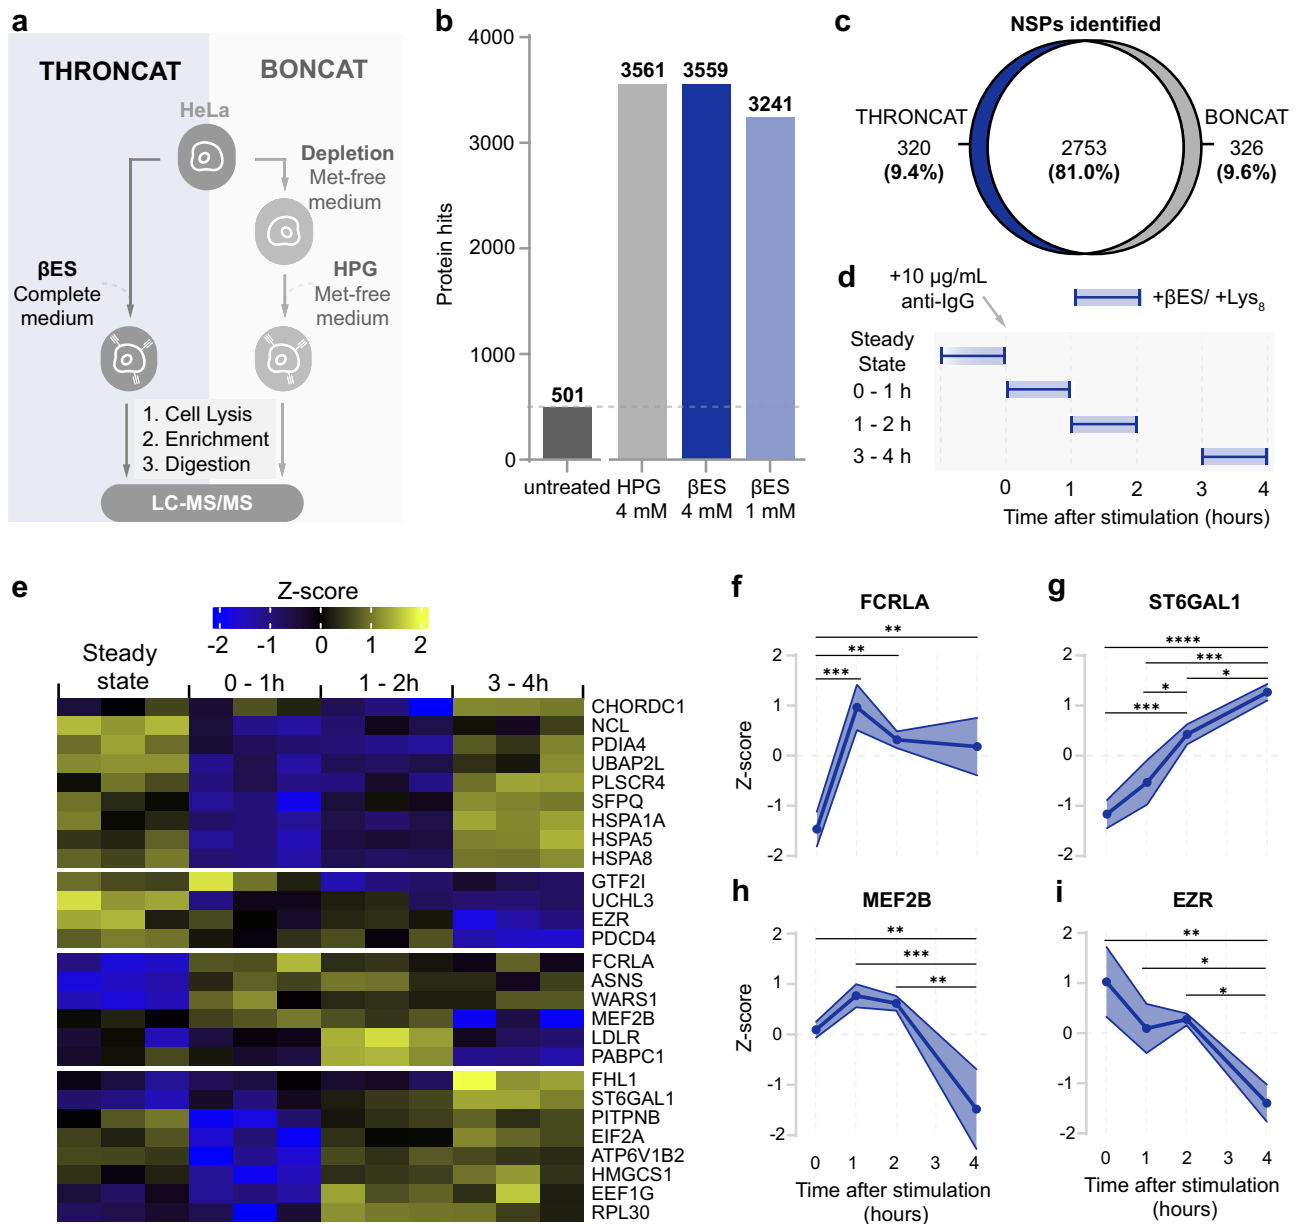 a
THRONCAT
BONCAT
HeLa
Depletion
Met-free
medium
βES
Complete
medium
HPG
Met-free
medium
1. Cell Lysis
2. Enrichment
3. Digestion
LC-MS/MS
b
Protein hits
4000
3000
2000
1000
0
501
3561
3559
3241
untreated
HPG
4 mM
βES
4 mM
βES
1 mM
c
NSPs identified
THRONCAT
320
(9.4%)
2753
(81.0%)
BONCAT
326
(9.6%)
d
+10 µg/mL
anti-IgG
+βES/ +Lys8
Steady
State
0 - 1 h
1 - 2 h
3 - 4 h
0 1 2 3 4
Time after stimulation (hours)
e
Z-score
-2 -1 0 1 2
Steady
state
0 - 1h
1 - 2h
3 - 4h
CHORDC1
NCL
PDIA4
UBAP2L
PLSCR4
SFPQ
HSPA1A
HSPA5
HSPA8
GTF2I
UCHL3
EZR
PDCD4
FCRLA
ASNS
WARS1
MEF2B
LDLR
PABPC1
FHL1
ST6GAL1
PITPNB
EIF2A
ATP6V1B2
HMGCS1
EEF1G
RPL30
f
FCRLA
Z-score
2
1
0
-1
-2
**
**
***
g
ST6GAL1
2
1
0
-1
-2
****
***
*
*
***
h
MEF2B
Z-score
2
1
0
-1
-2
**
***
**
0 1 2 3 4
Time after stimulation
(hours)
i
EZR
2
1
0
-1
-2
**
*
*
0 1 2 3 4
Time after stimulation
(hours)